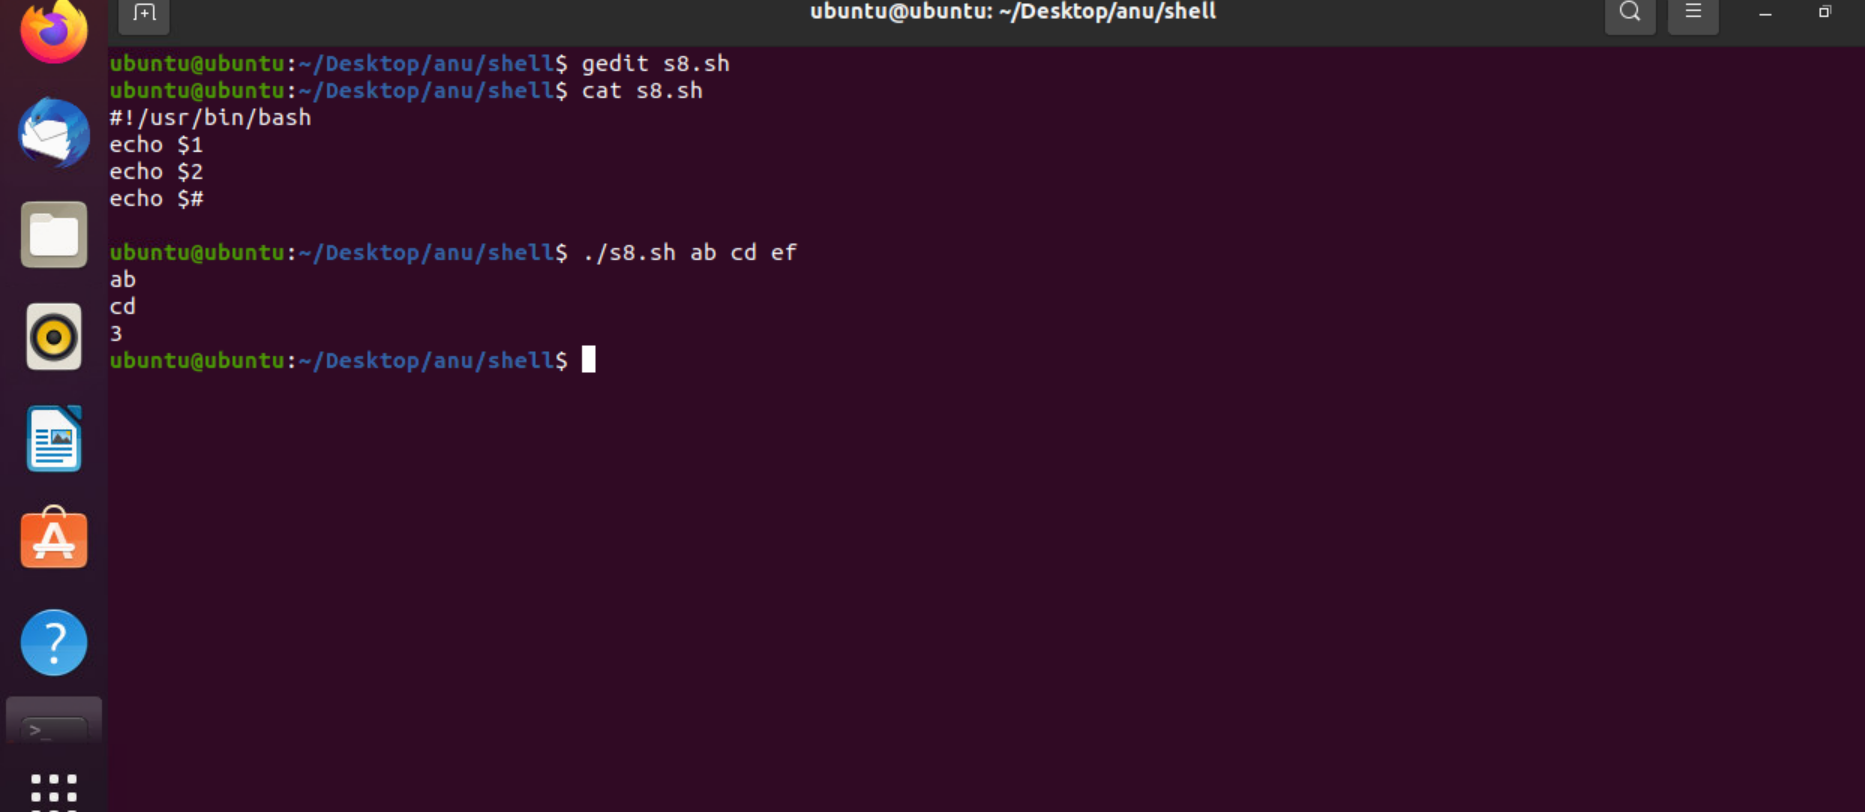 ubuntu@ubuntu: ~/Desktop/anu/shell
ubuntu@ubuntu:~/Desktop/anu/shell$ gedit s8.sh
ubuntu@ubuntu:~/Desktop/anu/shell$ cat s8.sh
#!/usr/bin/bash
echo $1
echo $2
echo $#
ubuntu@ubuntu:~/Desktop/anu/shell$ ./s8.sh ab cd ef
ab
cd
3
ubuntu@ubuntu:~/Desktop/anu/shell$